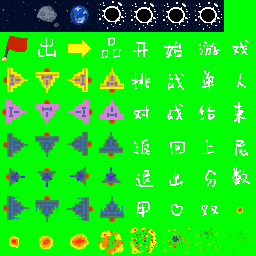 出 品 开 始 游 戏
挑 战 单 人
对 战 结 束
返 回 上 层
退 出 分 数
用 心 双